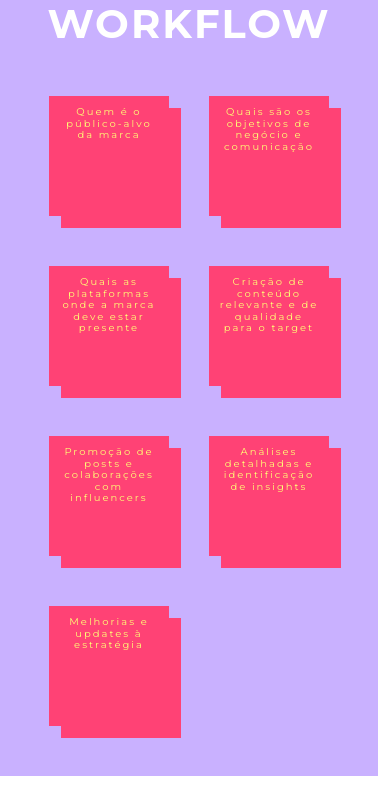 WORKFLOW
Quem é o
público-alvo
da marca
Quais são os
objetivos de
negócio e
comunicação
Quais as
plataformas
onde a marca
deve estar
presente
Criação de
conteúdo
relevante e de
qualidade
para o target
Promoção de
posts e
colaborações
com
influencers
Análises
detalhadas e
identificação
de insights
Melhorias e
updates à
estratégia